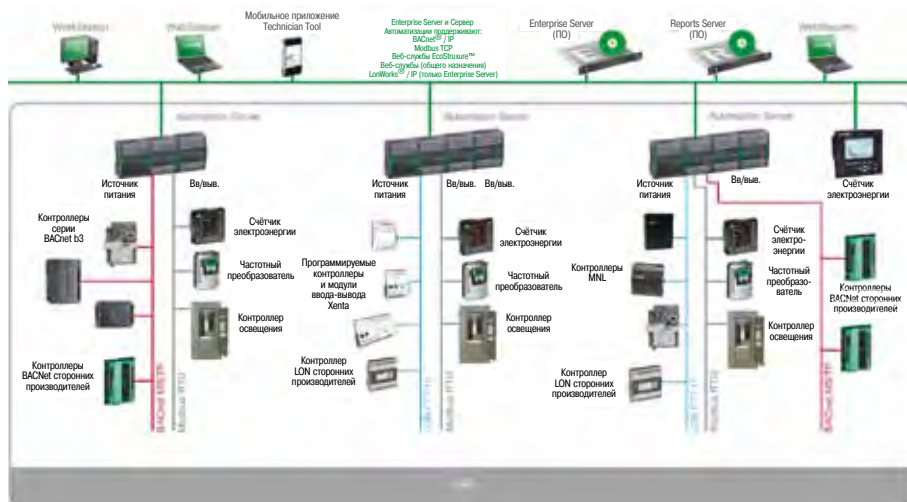 Мобильное приложение
Technician Tool
Enterprise Server и Сервер
Автоматизации поддерживают:
BACnet® / IP
Modbus TCP
Веб-службы EcoStruxure™
Веб-службы (общего назначения)
LonWorks® / IP (только Enterprise Server)
Enterprise Server
(ПО)
Reports Server
(ПО)
Automation Server
Automation Server
Automation Server
Источник
питания
Вв/выв.
Контроллеры
серии
BACnet b3
Счётчик
электроэнергии
Частотный
преобразователь
Контроллер
освещения
Контроллеры
BACNet сторонних
производителей
BACnet MS/TP
Modbus RTU
Источник
питания
Вв/выв.
Вв/выв.
Программируемые
контроллеры
и модули
ввода-вывода
Xenta
Счётчик
электроэнергии
Частотный
преобразователь
Контроллер
освещения
Контроллер
LON сторонних
производителей
Modbus RTU
Источник
питания
Вв/выв.
Контроллеры
MNL
Счётчик
электро-
энергии
Частотный
преобразо-
ватель
Контроллер
освещения
Контроллер
LON сторонних
производителей
Modbus RTU
Счётчик
электроэнергии
Контроллеры
BACNet сторонних
производителей
BACnet MS/TP